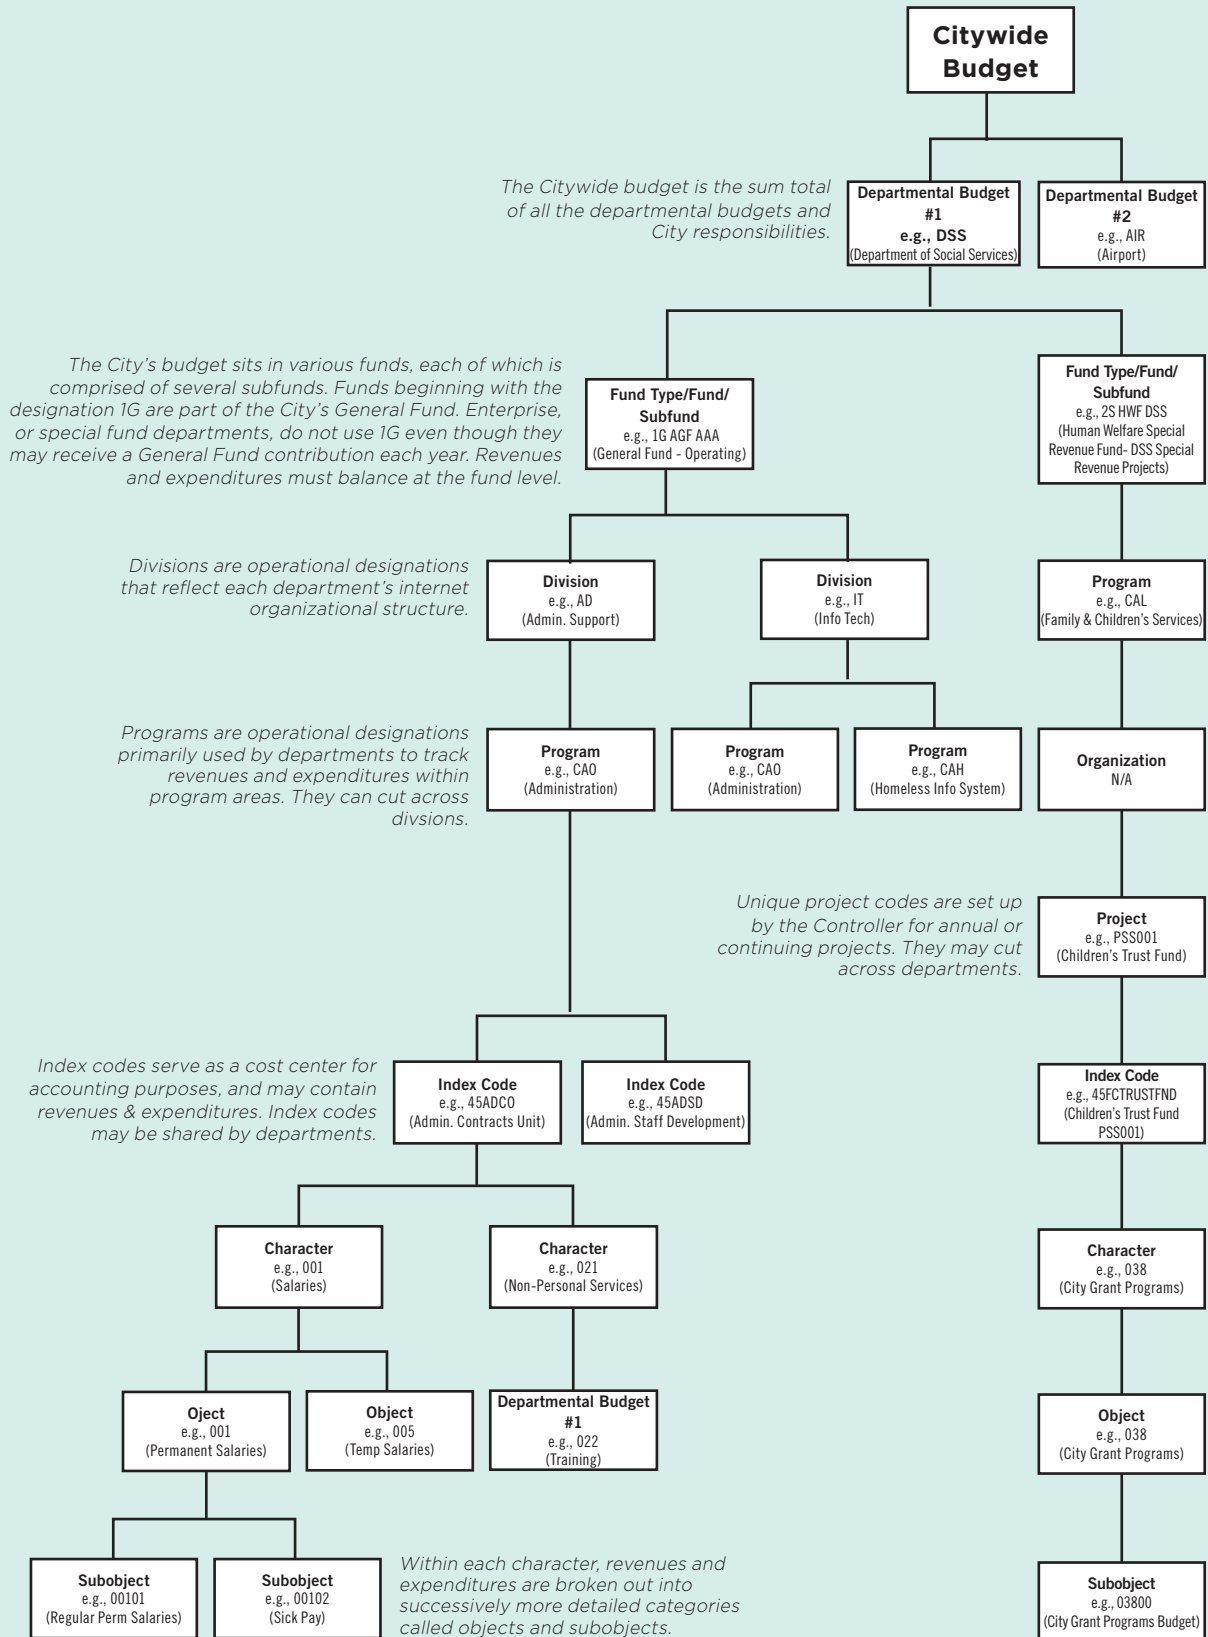 Citywide
Budget
The Citywide budget is the sum total
of all the departmental budgets and
City responsibilities.
Departmental Budget
#1
e.g., DSS
(Department of Social Services)
Departmental Budget
#2
e.g., AIR
(Airport)
The City's budget sits in various funds, each of which is
comprised of several subfunds. Funds beginning with the
designation 1G are part of the City's General Fund. Enterprise,
or special fund departments, do not use 1G even though they
may receive a General Fund contribution each year. Revenues
and expenditures must balance at the fund level.
Fund Type/Fund/
Subfund
e.g., 1G AGF AAA
(General Fund - Operating)
Fund Type/Fund/
Subfund
e.g., 2S HWF DSS
(Human Welfare Special
Revenue Fund- DSS Special
Revenue Projects)
Divisions are operational designations
that reflect each department's internet
organizational structure.
Division
e.g., AD
(Admin. Support)
Division
e.g., IT
(Info Tech)
Program
e.g., CAL
(Family & Children's Services)
Programs are operational designations
primarily used by departments to track
revenues and expenditures within
program areas. They can cut across
divsions.
Program
e.g., CAO
(Administration)
Program
e.g., CAO
(Administration)
Program
e.g., CAH
(Homeless Info System)
Organization
N/A
Unique project codes are set up
by the Controller for annual or
continuing projects. They may cut
across departments.
Project
e.g., PSS001
(Children's Trust Fund)
Index codes serve as a cost center for
accounting purposes, and may contain
revenues & expenditures. Index codes
may be shared by departments.
Index Code
e.g., 45ADCO
(Admin. Contracts Unit)
Index Code
e.g., 45ADSD
(Admin. Staff Development)
Index Code
e.g., 45FCTRUSTFND
(Children's Trust Fund
PSS001)
Character
e.g., 001
(Salaries)
Character
e.g., 021
(Non-Personal Services)
Character
e.g., 038
(City Grant Programs)
Oject
e.g., 001
(Permanent Salaries)
Object
e.g., 005
(Temp Salaries)
Departmental Budget
#1
e.g., 022
(Training)
Object
e.g., 038
(City Grant Programs)
Subobject
e.g., 00101
(Regular Perm Salaries)
Subobject
e.g., 00102
(Sick Pay)
Within each character, revenues and
expenditures are broken out into
successively more detailed categories
called objects and subobjects.
Subobject
e.g., 03800
(City Grant Programs Budget)